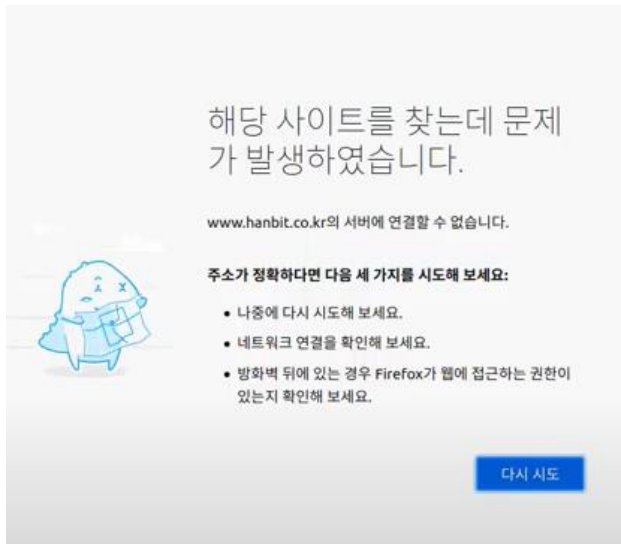 해당 사이트를 찾는데 문제
가 발생하였습니다.
www.hanbit.co.kr의 서버에 연결할 수 없습니다.
주소가 정확하다면 다음 세 가지를 시도해 보세요:
• 나중에 다시 시도해 보세요.
• 네트워크 연결을 확인해 보세요.
• 방화벽 뒤에 있는 경우 Firefox가 웹에 접근하는 권한이
있는지 확인해 보세요.
다시 시도